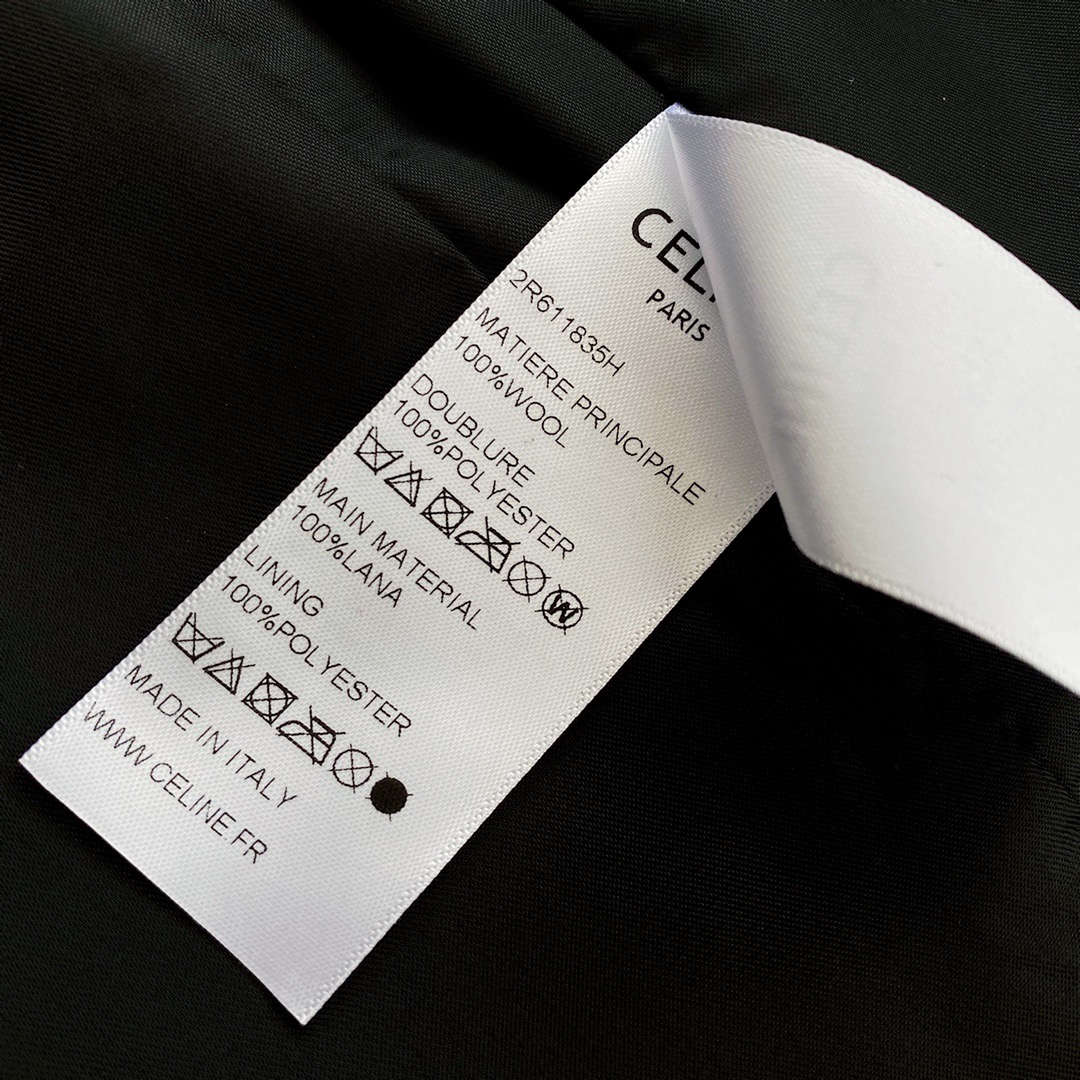 CEL
PARIS
2R611835H
MATIERE PRINCIPALE
100%WOOL
DOUBLURE
100%POLYESTER
W
MAIN MATERIAL
100%LANA
LINING
100%POLYESTER
MADE IN ITALY
WWW.CELINE.FR